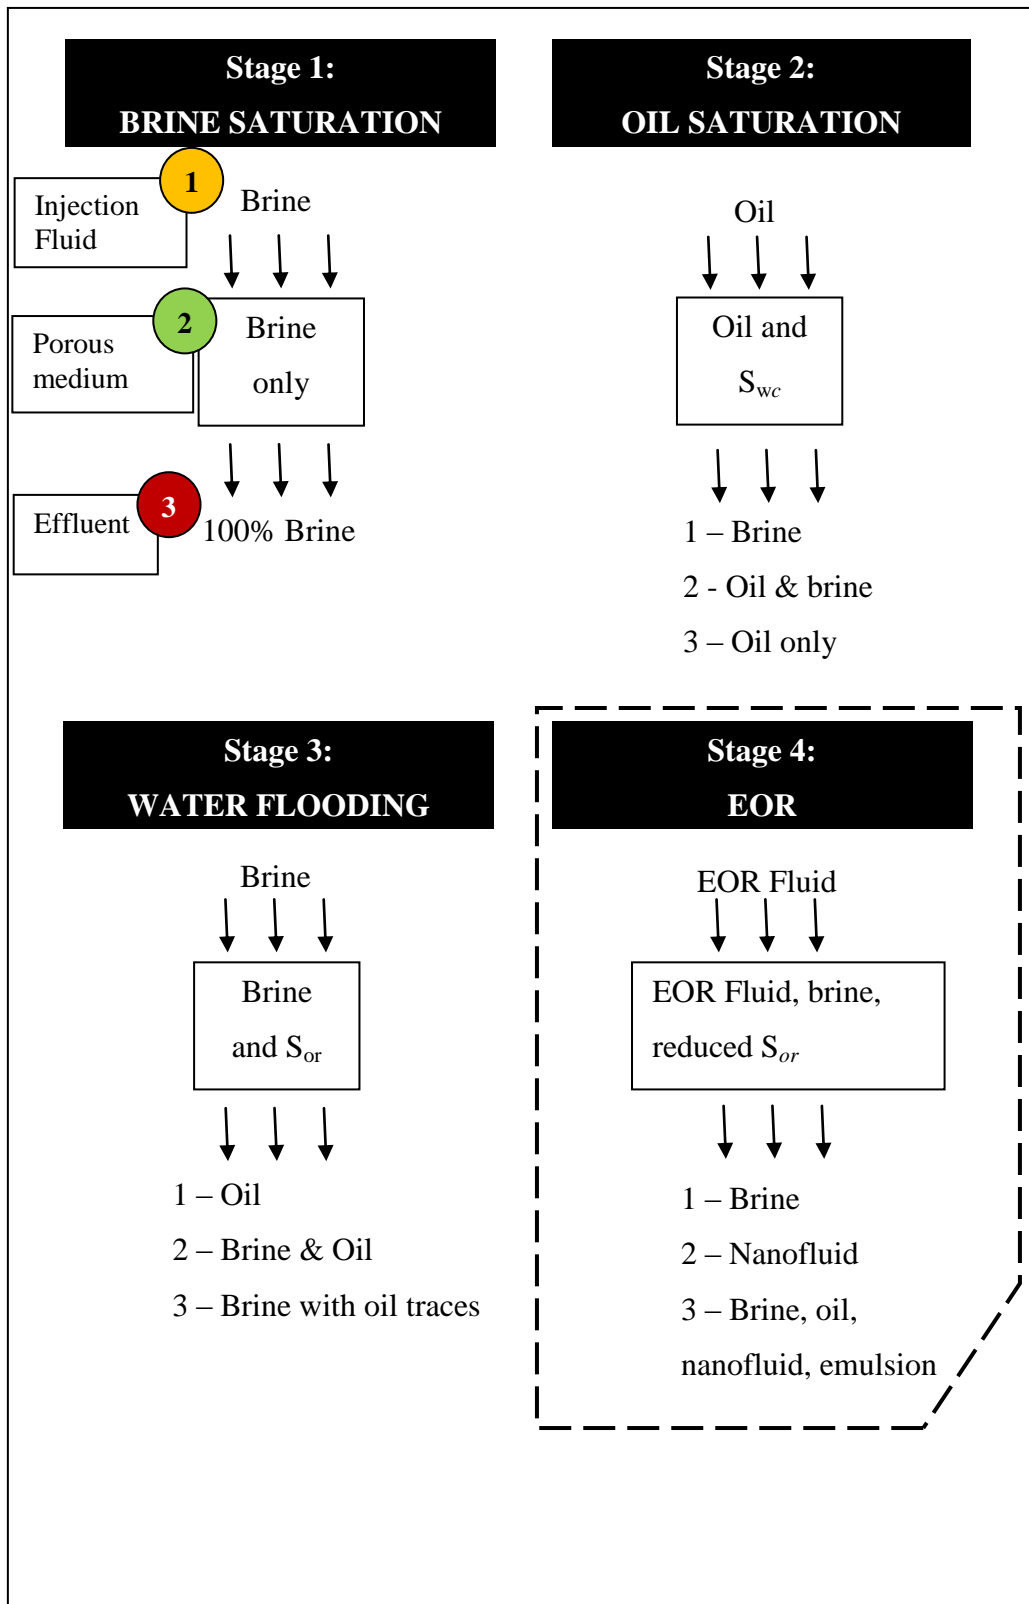 Stage 1:
BRINE SATURATION
1
Injection
Fluid
Brine
2
Porous
medium
Brine
only
3
Effluent
100% Brine
Stage 2:
OIL SATURATION
Oil
Oil and
Swc
1 – Brine
2 - Oil & brine
3 – Oil only
Stage 3:
WATER FLOODING
Brine
Brine
and Sor
1 – Oil
2 – Brine & Oil
3 – Brine with oil traces
Stage 4:
EOR
EOR Fluid
EOR Fluid, brine,
reduced Sor
1 – Brine
2 – Nanofluid
3 – Brine, oil,
nanofluid, emulsion